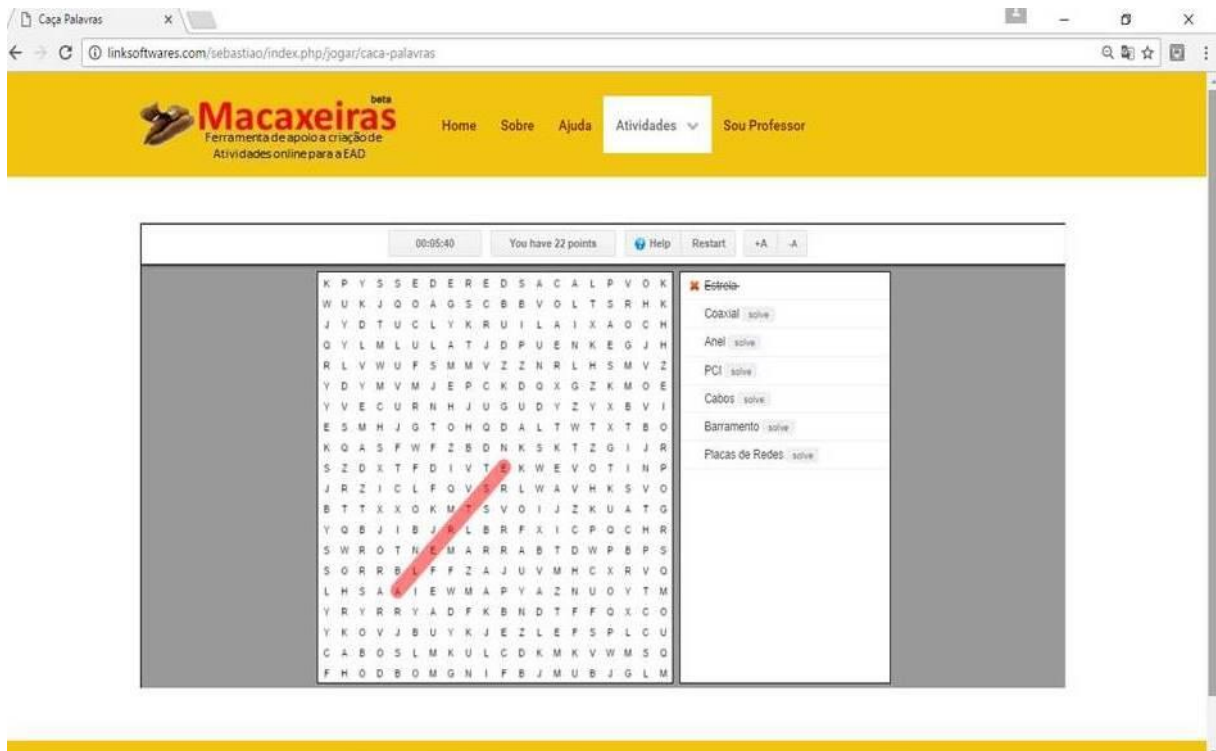 Caça Palavras
linksoftwares.com/sebastiao/index.php/jogar/caca-palavras
beta
Macaxeiras
Ferramenta de apoio a criação de
Atividades online para a EAD
Home Sobre Ajuda Atividades Sou Professor
00:05:40 You have 22 points Help Restart +A -A
K P Y S S E D E R E D S A C A L P V O K
W U K J Q O A G S C B B V O L T S R H K
J Y D T U C L Y K R U I L A I X A O C H
Q Y L M L U L A T J D P U E N K E G J H
R L V W U F S M M V Z Z N R L H S M V Z
Y D Y M V M J E P C K D Q X G Z K M O E
Y V E C U R N H J U G U D Y Z Y X B V I
E S M H J G T O H Q D A L T W T X T B O
K Q A S F W F Z B D N K S K T Z G I J R
S Z D X T F D I V T E K W E V O T I N P
J R Z I C L F Q V S R L W A V H K S V O
B T T X X O K M T S V O I J Z K U A T G
Y Q B J I B J R L B R F X I C P Q C H R
S W R O T N E M A R R A B T D W P B P S
S O R R B L F F Z A J U V M H C X R V Q
L H S A A I E W M A P Y A Z N U O Y T M
Y R Y R R Y A D F K B N D T F F Q X C O
Y K O V J B U Y K J E Z L E F S P L C U
C A B O S L M K U L C D K M K V W M S Q
F H O D B O M G N I F B J M U B J G L M
Estrela
Coaxial solve
Anel solve
PCI solve
Cabos solve
Barramento solve
Placas de Redes solve